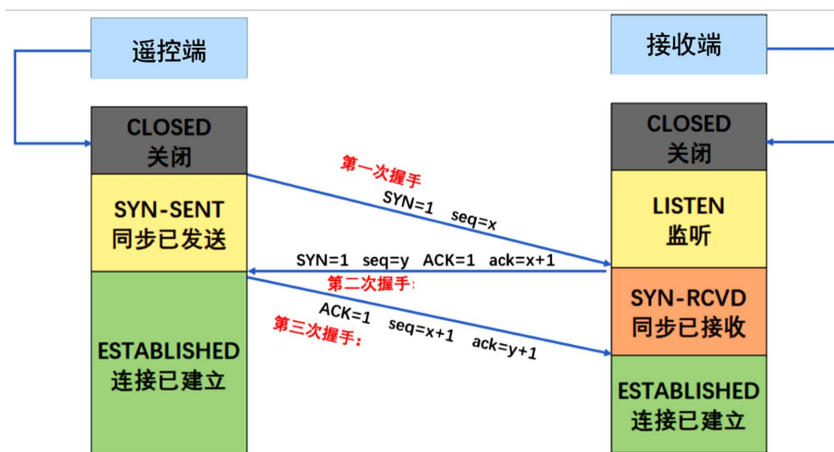 遥控端
接收端
CLOSED
关闭
CLOSED
关闭
第一次握手
SYN=1 seq=x
SYN-SENT
同步已发送
LISTEN
监听
SYN=1 seq=y ACK=1 ack=x+1
第二次握手:
SYN-RCVD
同步已接收
ACK=1 seq=x+1 ack=y+1
第三次握手：
ESTABLISHED
连接已建立
ESTABLISHED
连接已建立